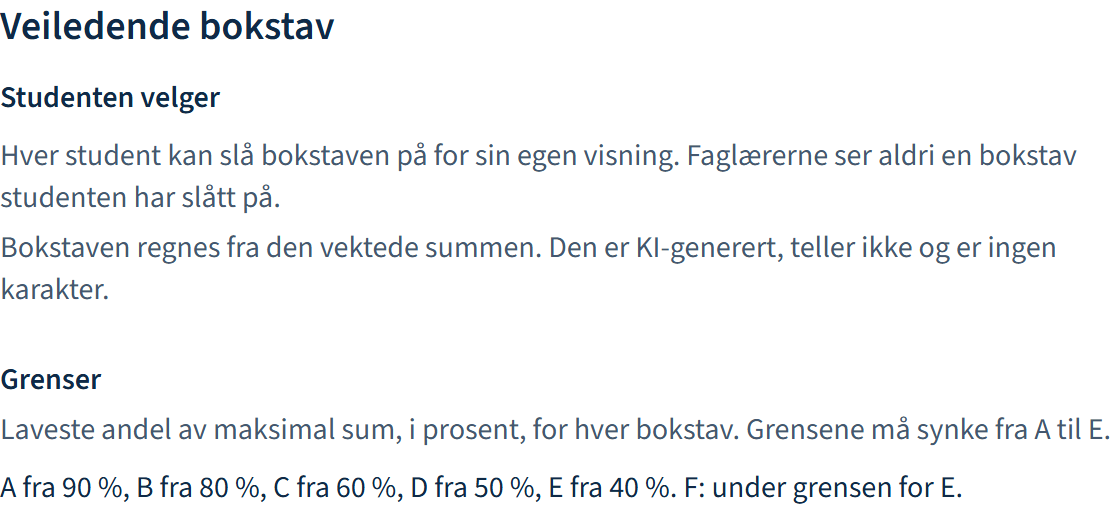 Veiledende bokstav
Studenten velger
Hver student kan slå bokstaven på for sin egen visning. Faglærerne ser aldri en bokstav
studenten har slått på.
Bokstaven regnes fra den vektede summen. Den er KI-generert, teller ikke og er ingen
karakter.
Grenser
Laveste andel av maksimal sum, i prosent, for hver bokstav. Grensene må synke fra A til E.
A fra 90 %, B fra 80 %, C fra 60 %, D fra 50 %, E fra 40 %. F: under grensen for E.